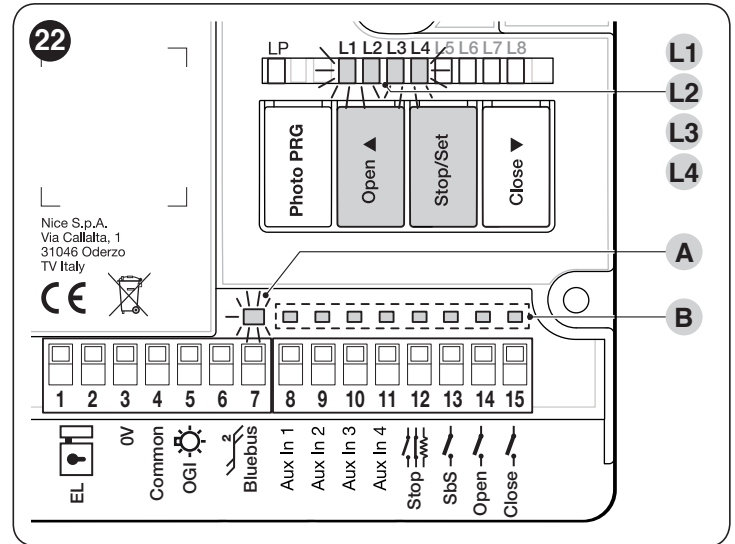 22
LP L1 L2 L3 L4 L5 L6 L7 L8
L1
L2
L3
L4
Photo PRG
Open ▲
Stop/Set
Close ▼
Nice S.p.A.
Via Callalta, 1
31046 Oderzo
TV Italy
CE
A
B
1 2 3 4 5 6 7 8 9 10 11 12 13 14 15
EL
0V
Common
OGI
2
Bluebus
Aux In 1
Aux In 2
Aux In 3
Aux In 4
Stop
SbS
Open
Close